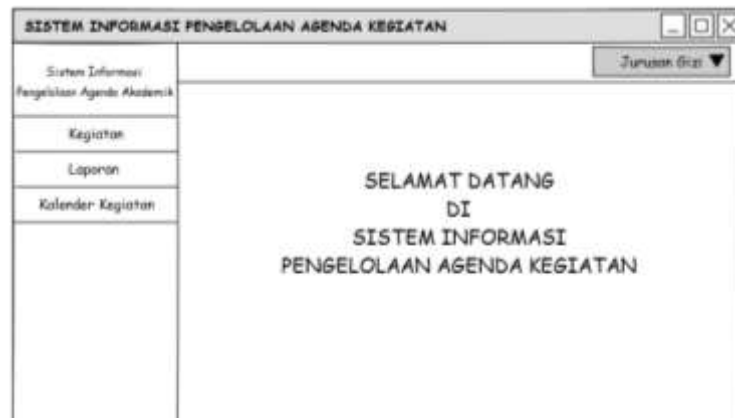 SISTEM INFORMASI PENGELOLAAN AGENDA KEGIATAN
Jurusan Gizi
Sistem Informasi
Pengelolaan Agenda Akademik
Kegiatan
Laporan
Kalender Kegiatan
SELAMAT DATANG
DI
SISTEM INFORMASI
PENGELOLAAN AGENDA KEGIATAN